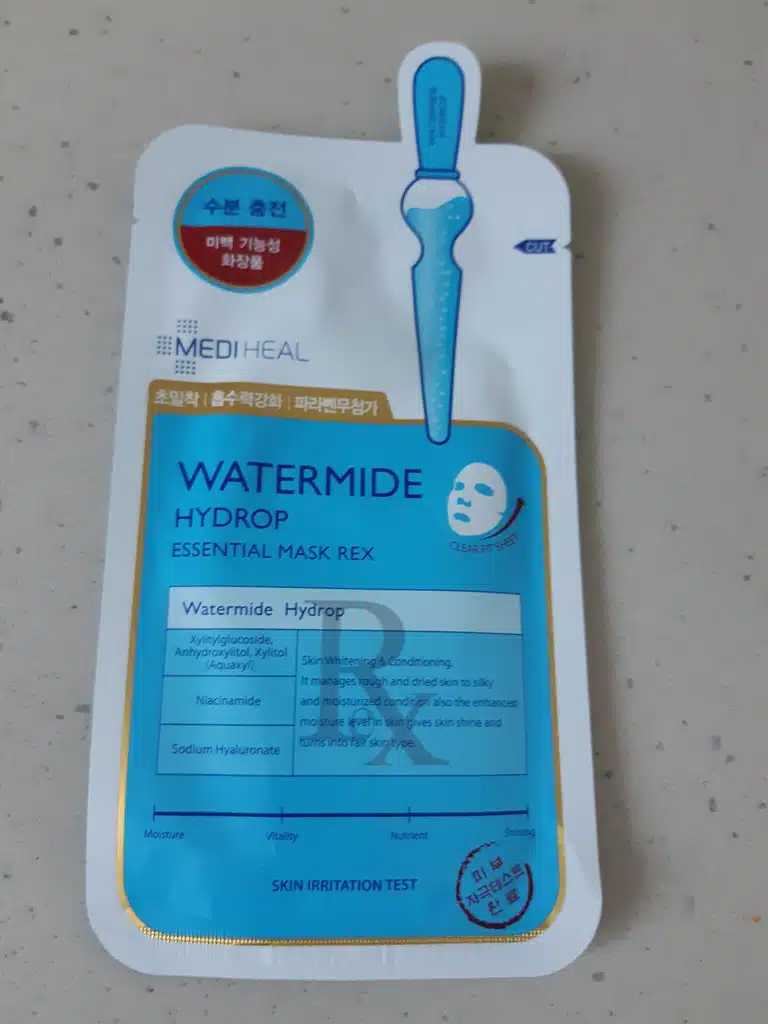 수분 충전
미백 기능성
화장품
CUT
MEDIHEAL
초밀착 | 흡수력강화 | 파라벤무첨가
WATERMIDE
HYDROP
ESSENTIAL MASK REX
CLEAR FIT SHEET
Watermide Hydrop
Xylitylglucoside,
Anhydroxylitol, Xylitol
(Aquaxyl)
Niacinamide
Sodium Hyaluronate
Rex
Skin Whitening & Conditioning.
It manages rough and dried skin to silky
and moisturized condition also the enhanced
moisture level in skin gives skin shine and
turns into fair skin type.
Moisture Vitality Nutrient Shining
SKIN IRRITATION TEST
피부
자극테스트
완료